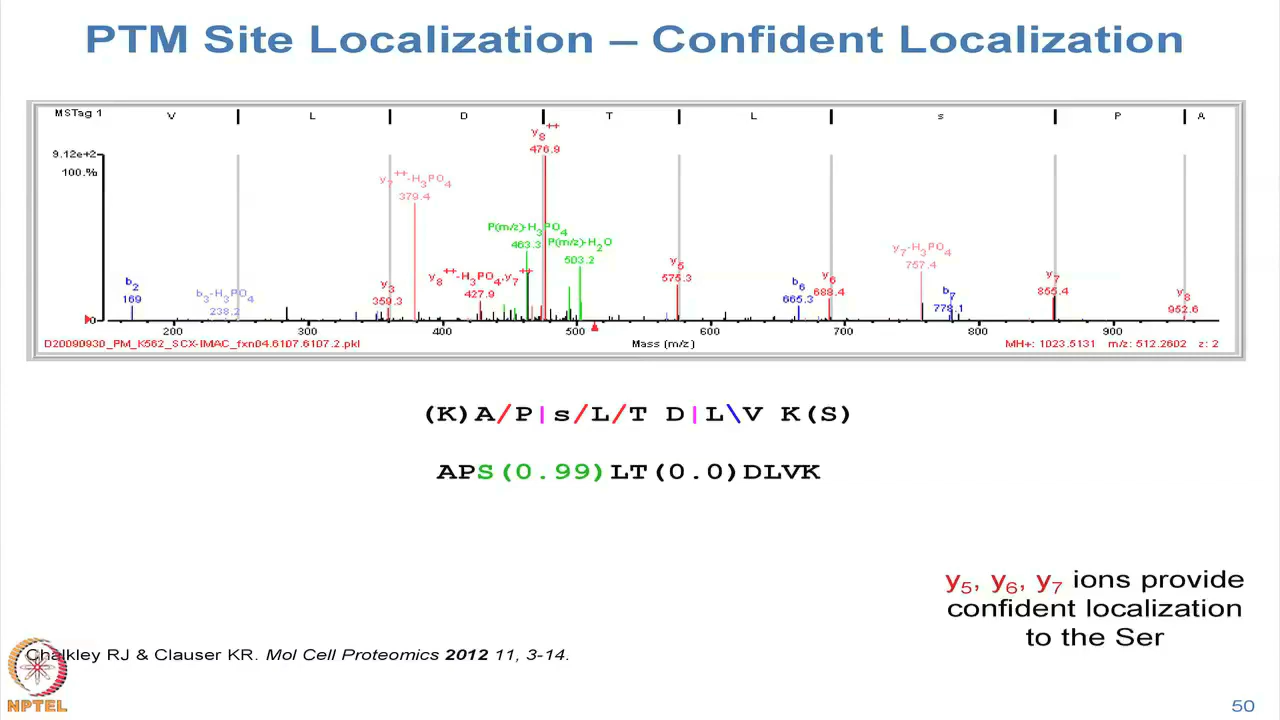 PTM Site Localization – Confident Localization
MSTag 1
V L D T L s P A
9.12e+2
100.%
0
y8++
476.9
y7++-H3PO4
379.4
P(m/z)-H3PO4
463.3
P(m/z)-H2O
503.2
y8++-H3PO4,y7++
427.9
b2
169
b3-H3PO4
238.2
y3
359.3
y5
575.3
b6
665.3
y6
688.4
y7-H3PO4
757.4
b7
778.1
y7
855.4
y8
952.6
200 300 400 500 600 700 800 900
D20090930_PM_K562_SCX-IMAC_fxn04.6107.6107.2.pkl Mass (m/z) MH+: 1023.5131 m/z: 512.2602 z: 2
(K)A/P|s/L/T D|L\V K(S)
APS(0.99)LT(0.0)DLVK
y5, y6, y7 ions provide
confident localization
to the Ser
Chalkley RJ & Clauser KR. Mol Cell Proteomics 2012 11, 3-14.
NPTEL
50